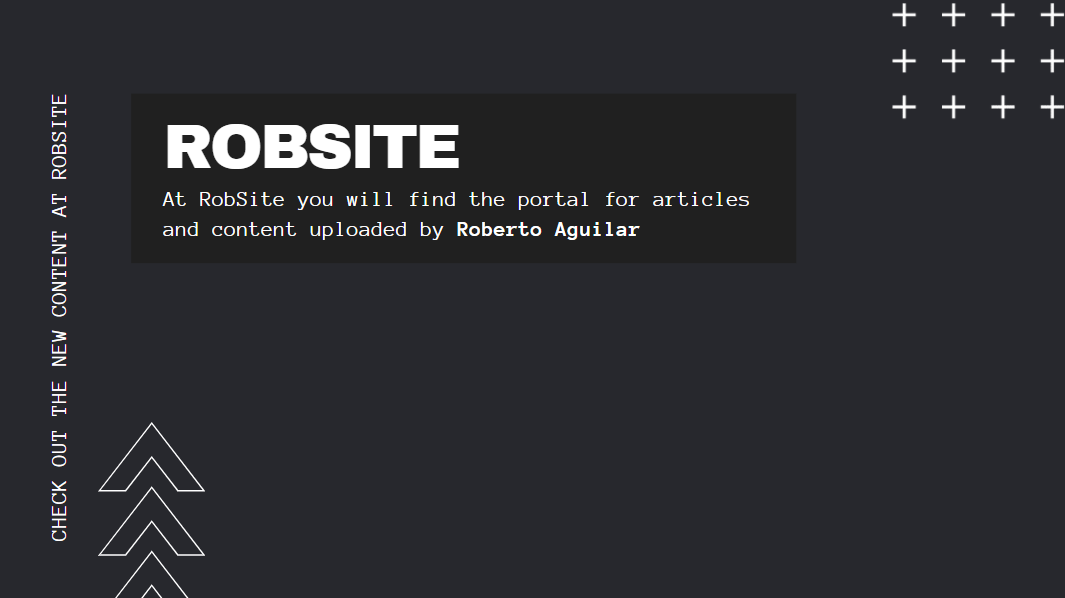 ROBSITE
At RobSite you will find the portal for articles
and content uploaded by Roberto Aguilar
CHECK OUT THE NEW CONTENT AT ROBSITE